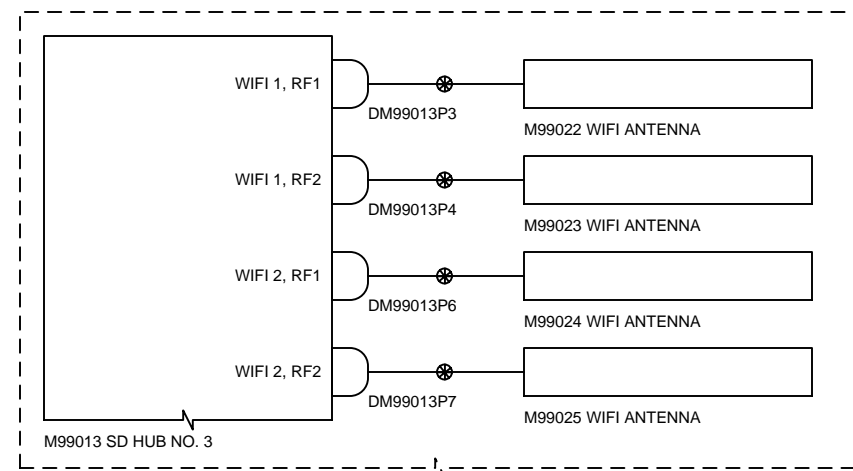 WIFI 1, RF1
DM99013P3
M99022 WIFI ANTENNA
WIFI 1, RF2
DM99013P4
M99023 WIFI ANTENNA
WIFI 2, RF1
DM99013P6
M99024 WIFI ANTENNA
WIFI 2, RF2
DM99013P7
M99025 WIFI ANTENNA
M99013 SD HUB NO. 3